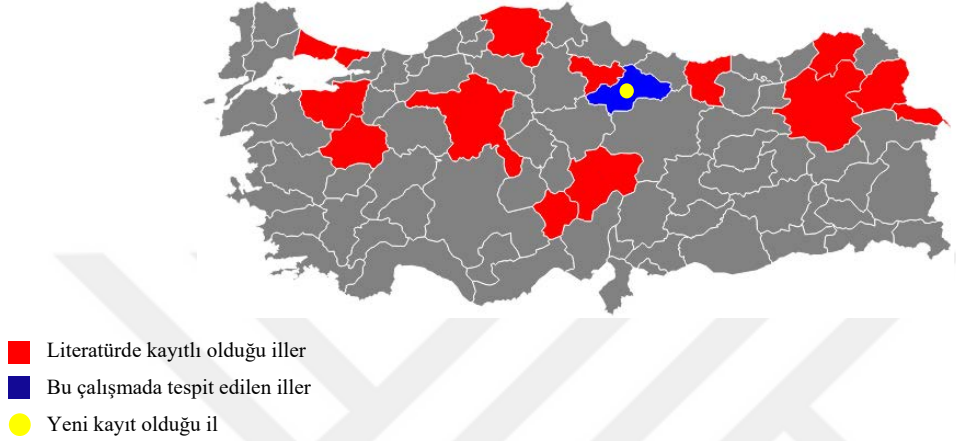 Literatürde kayıtlı olduğu iller
Bu çalışmada tespit edilen iller
Yeni kayıt olduğu il